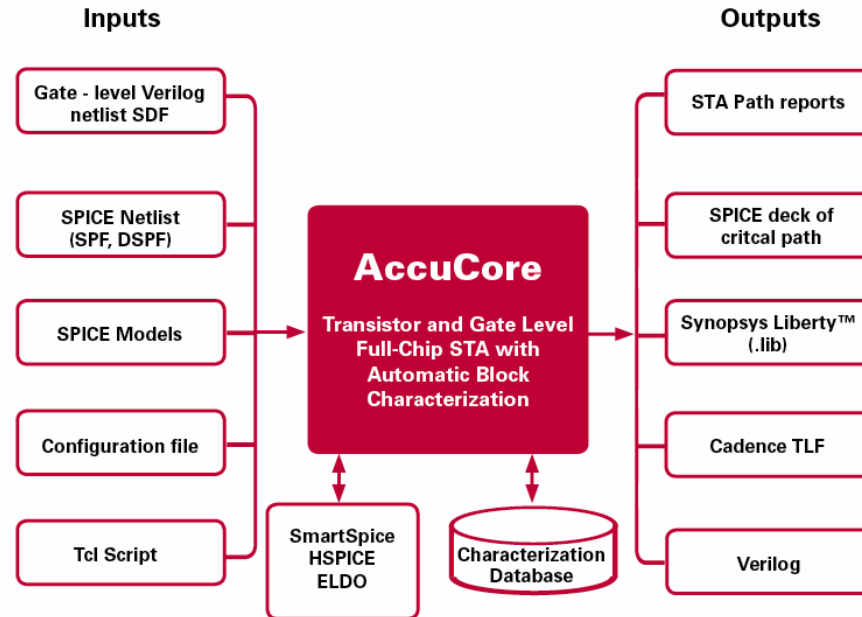 Inputs
Outputs
Gate - level Verilog
netlist SDF
SPICE Netlist
(SPF, DSPF)
SPICE Models
Configuration file
Tcl Script
AccuCore
Transistor and Gate Level
Full-Chip STA with
Automatic Block
Characterization
SmartSpice
HSPICE
ELDO
Characterization
Database
STA Path reports
SPICE deck of
critcal path
Synopsys Liberty™
(.lib)
Cadence TLF
Verilog